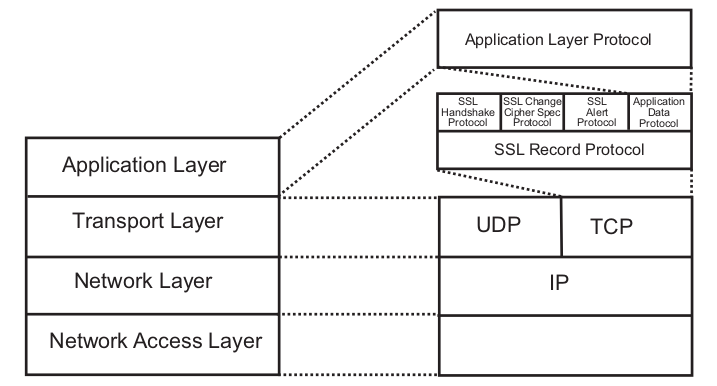 Application Layer Protocol
SSL
Handshake
Protocol
SSL Change
Cipher Spec
Protocol
SSL
Alert
Protocol
Application
Data
Protocol
SSL Record Protocol
Application Layer
Transport Layer
UDP
TCP
Network Layer
IP
Network Access Layer